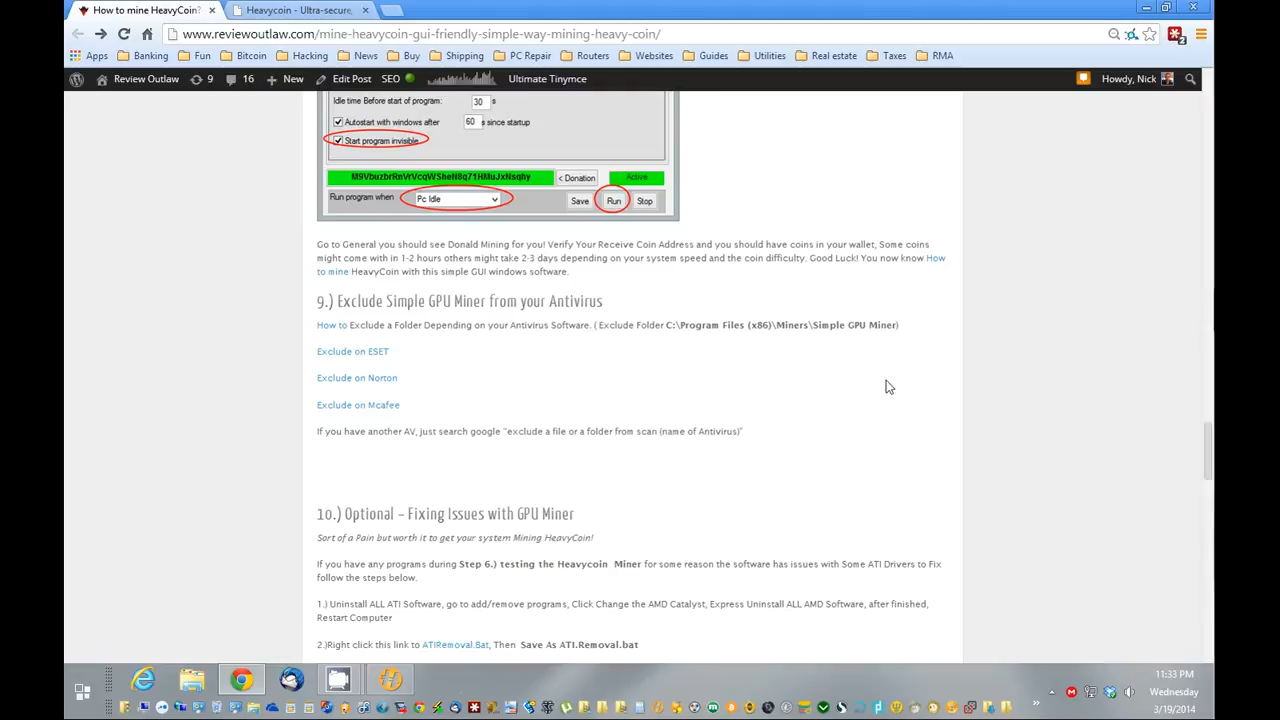 How to mine HeavyCoin?
Heavycoin - Ultra-secure,
www.reviewoutlaw.com/mine-heavycoin-gui-friendly-simple-way-mining-heavy-coin/
2
Apps Banking Fun Bitcoin Hacking News Buy Shipping PC Repair Routers Websites Guides Utilities Real estate Taxes RMA
Review Outlaw 9 16 New Edit Post SEO Ultimate Tinymce Howdy, Nick
Idle time Before start of program: 30 s
Autostart with windows after 60 s since startup
Start program invisible
M9VbuzbrRnVrVcqWSheN8q71HMuJxNsqhy < Donation Active
Run program when Pc Idle Save Run Stop
Go to General you should see Donald Mining for you! Verify Your Receive Coin Address and you should have coins in your wallet, Some coins
might come with in 1-2 hours others might take 2-3 days depending on your system speed and the coin difficulty. Good Luck! You now know How
to mine HeavyCoin with this simple GUI windows software.
9.) Exclude Simple GPU Miner from your Antivirus
How to Exclude a Folder Depending on your Antivirus Software. ( Exclude Folder C:\Program Files (x86)\Miners\Simple GPU Miner)
Exclude on ESET
Exclude on Norton
Exclude on Mcafee
If you have another AV, just search google "exclude a file or a folder from scan (name of Antivirus)"
10.) Optional – Fixing Issues with GPU Miner
Sort of a Pain but worth it to get your system Mining HeavyCoin!
If you have any programs during Step 6.) testing the Heavycoin Miner for some reason the software has issues with Some ATI Drivers to Fix
follow the steps below.
1.) Uninstall ALL ATI Software, go to add/remove programs, Click Change the AMD Catalyst, Express Uninstall ALL AMD Software, after finished,
Restart Computer
2.)Right click this link to ATIRemoval.Bat, Then Save As ATI.Removal.bat
11:33 PM
Wednesday
3/19/2014